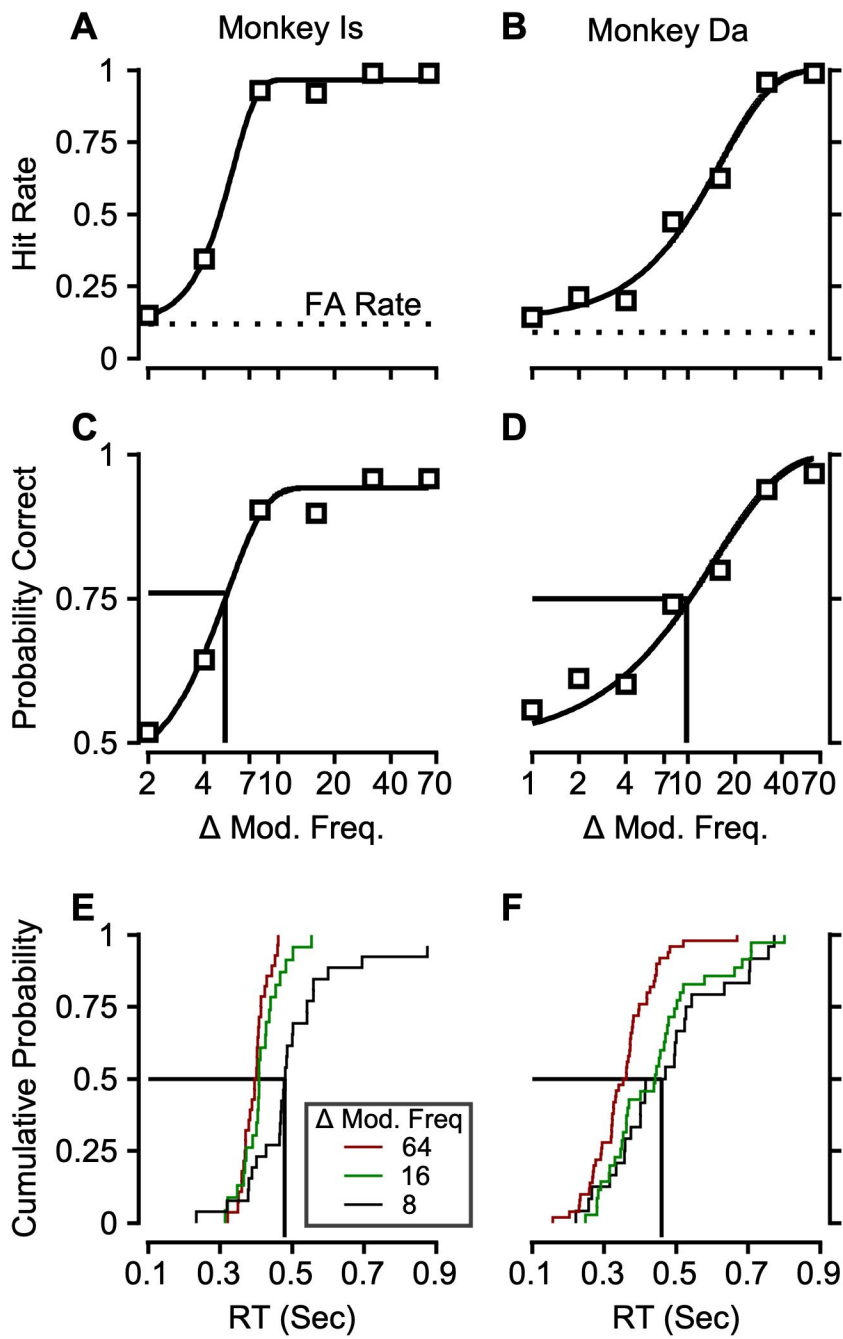 A Monkey Is
B Monkey Da
Hit Rate
1
0.75
0.5
0.25
0
FA Rate
C
D
Probability Correct
1
0.75
0.5
2 4 7 10 20 40 70
1 2 4 7 10 20 40 70
Δ Mod. Freq.
Δ Mod. Freq.
E
F
Cumulative Probability
1
0.75
0.5
0.25
0
Δ Mod. Freq
64
16
8
0.1 0.3 0.5 0.7 0.9
0.1 0.3 0.5 0.7 0.9
RT (Sec)
RT (Sec)